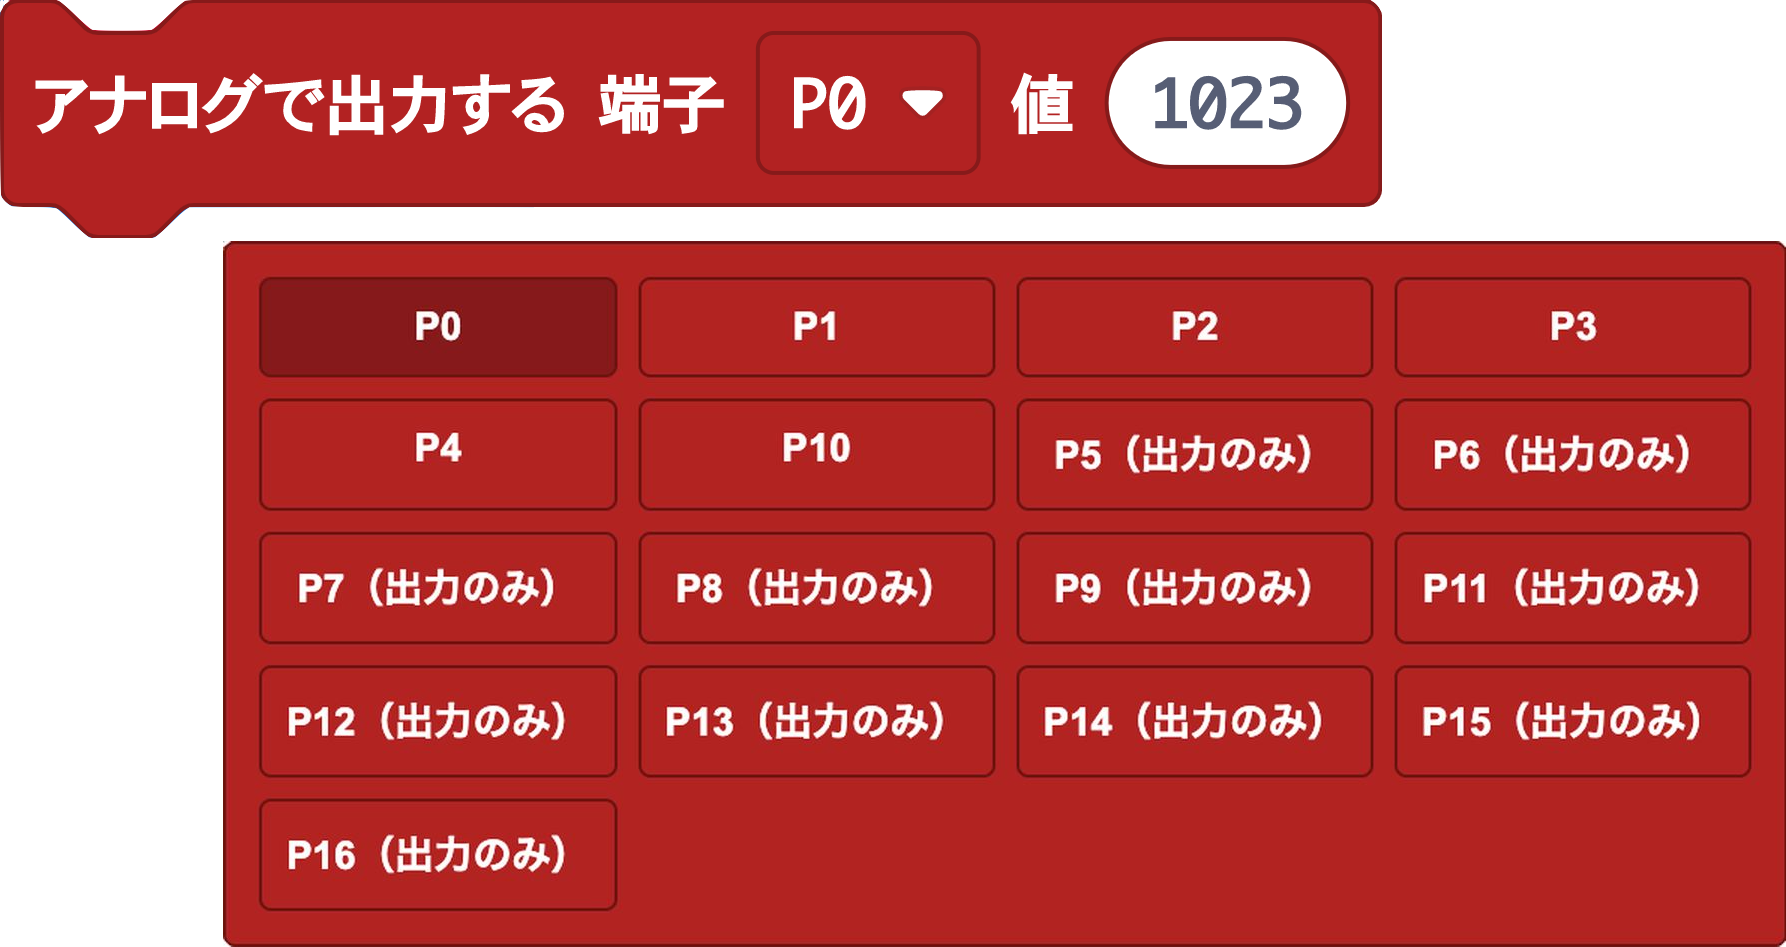 アナログで出力する 端子 P0 値 1023
P0 P1 P2 P3
P4 P10 P5（出力のみ） P6（出力のみ）
P7（出力のみ） P8（出力のみ） P9（出力のみ） P11（出力のみ）
P12（出力のみ） P13（出力のみ） P14（出力のみ） P15（出力のみ）
P16（出力のみ）